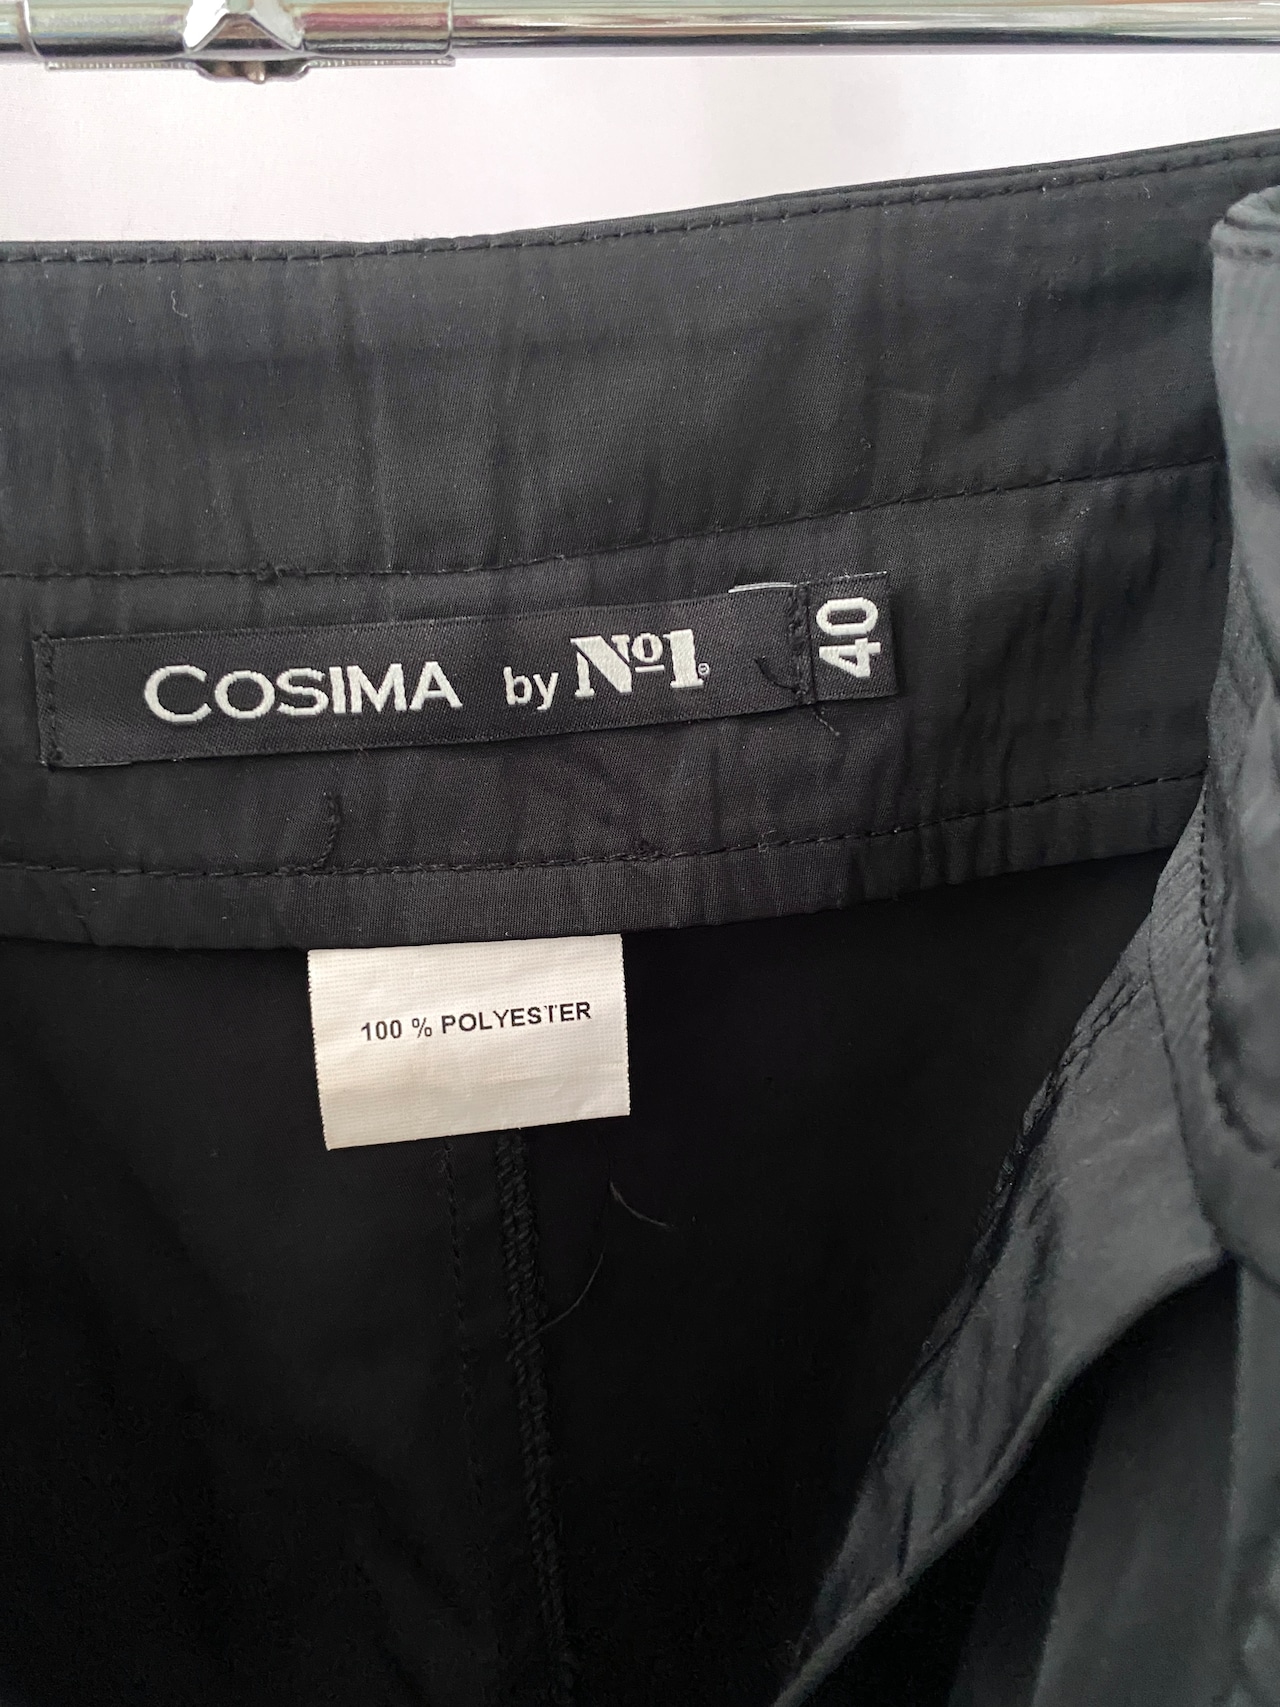 COSIMA by Nº1®
40
100 % POLYESTER